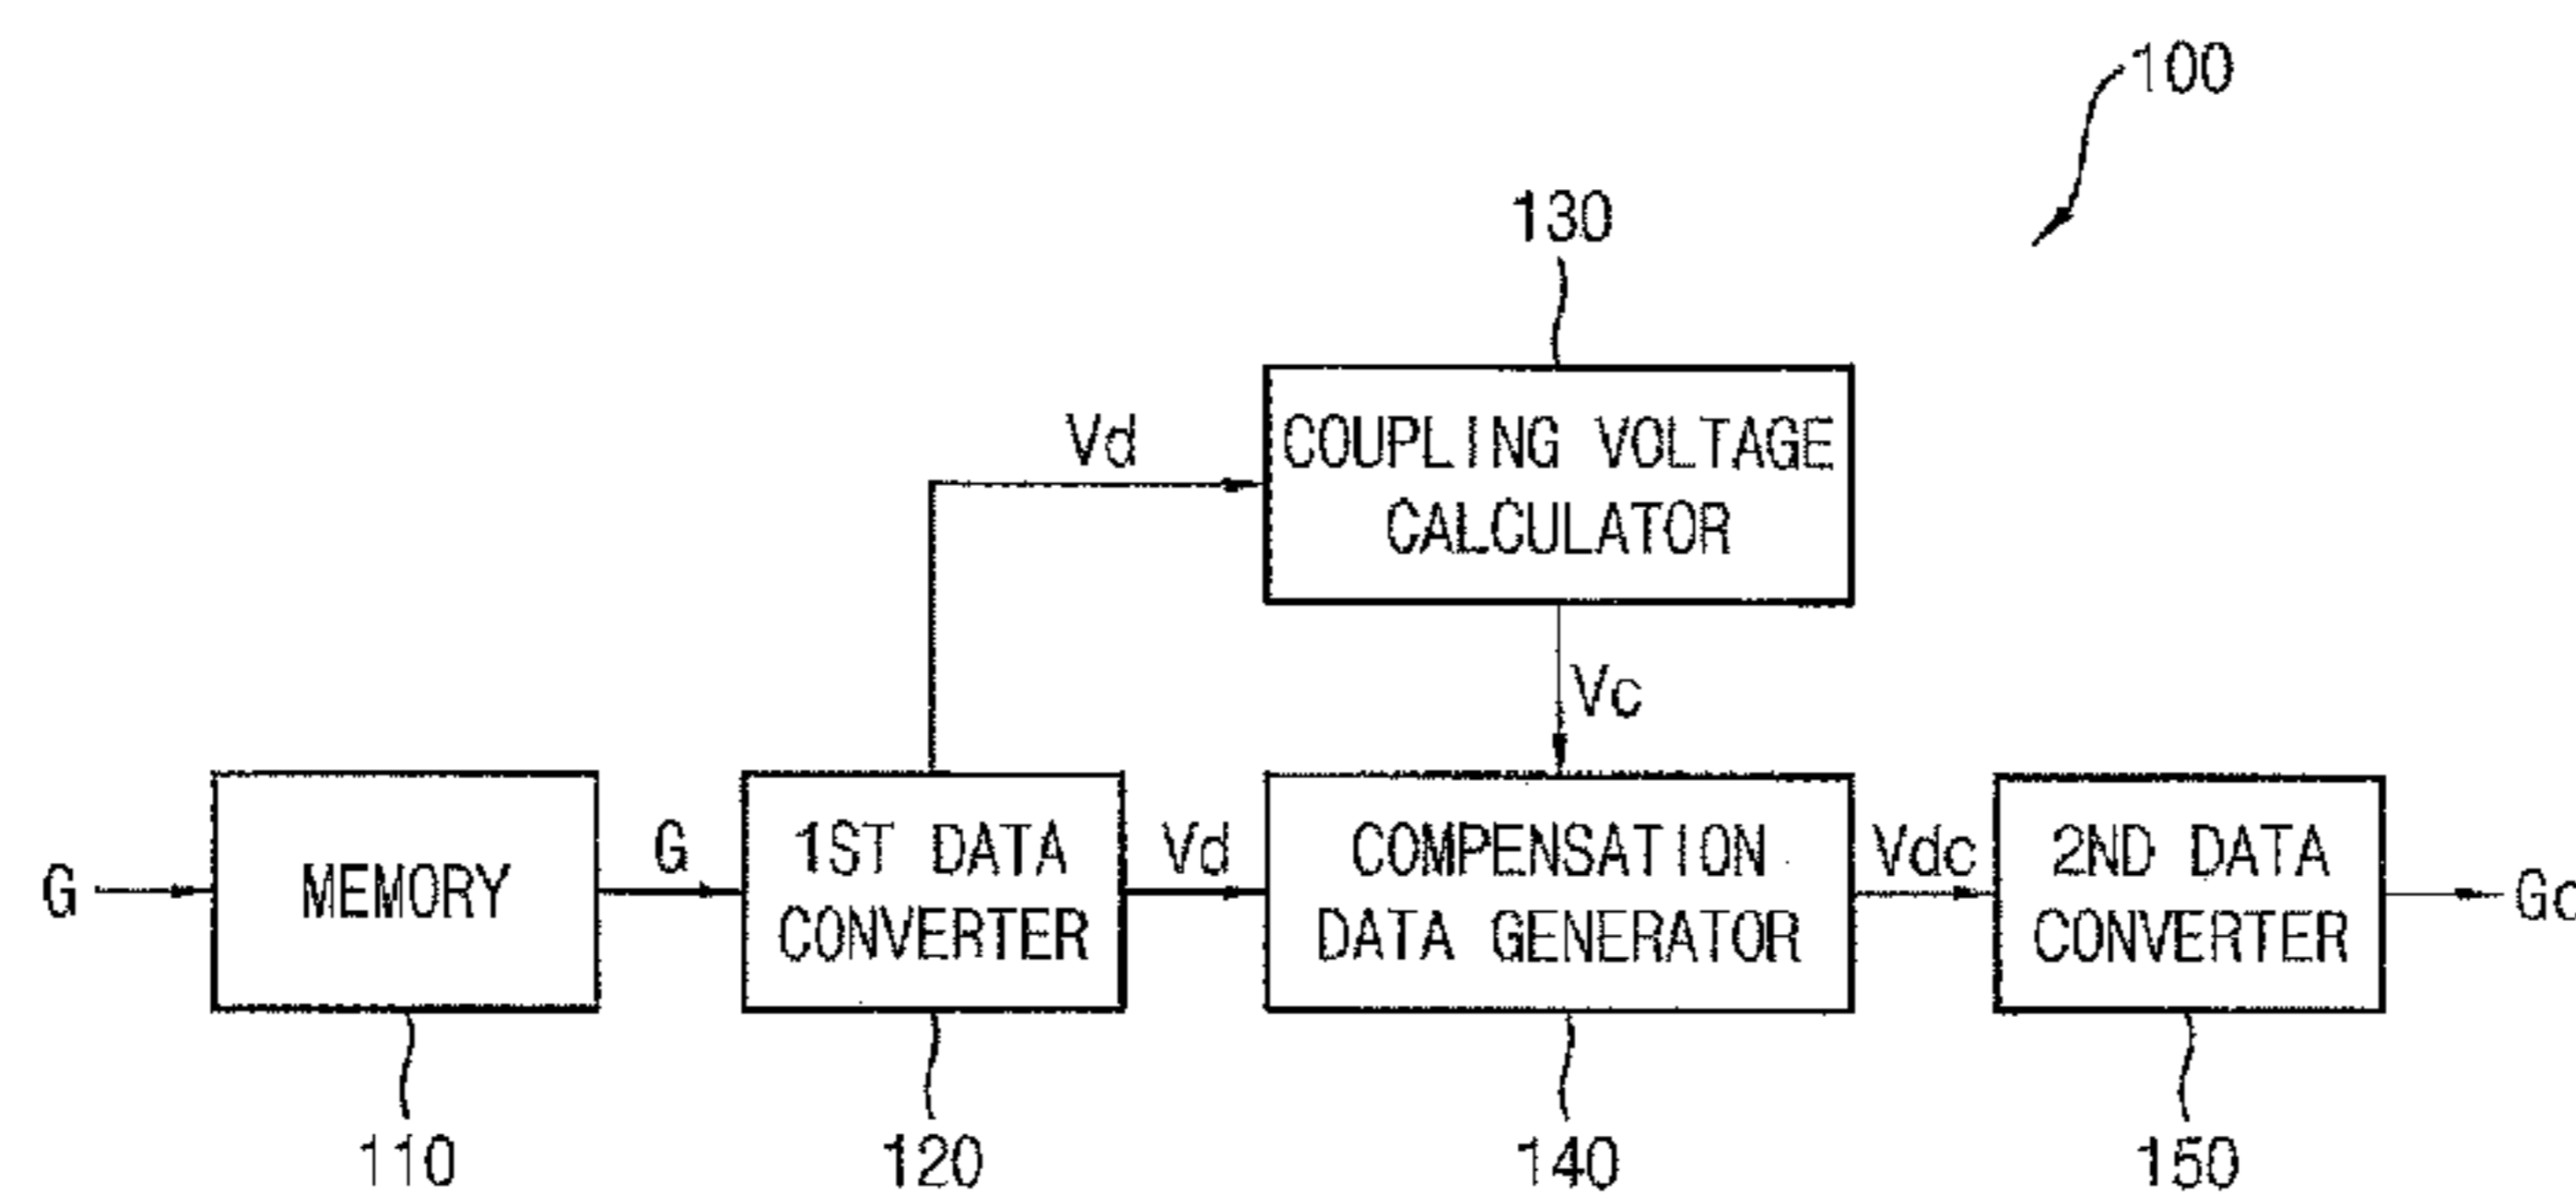 100
130
Vd
COUPLING VOLTAGE
CALCULATOR
Vc
G
MEMORY
G
1ST DATA
CONVERTER
Vd
COMPENSATION
DATA GENERATOR
Vdc
2ND DATA
CONVERTER
Gc
110
120
140
150